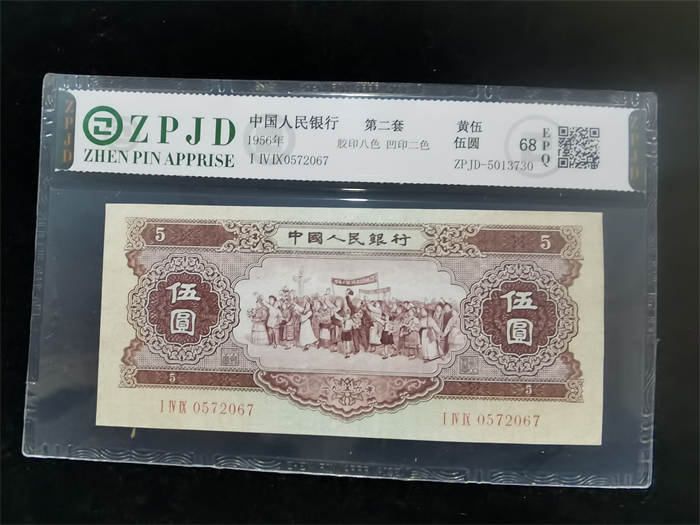 ZPJD
ZHEN PIN APPRISE
中国人民银行 第二套 黄伍
1956年 胶印八色 凹印二色 伍圆
I IV IX0572067 ZPJD-5013730
68 EPQ
ZPJD
5 中國人民銀行 5
伍圓 伍圓
5 5
I IV IX 0572067 I IV IX 0572067